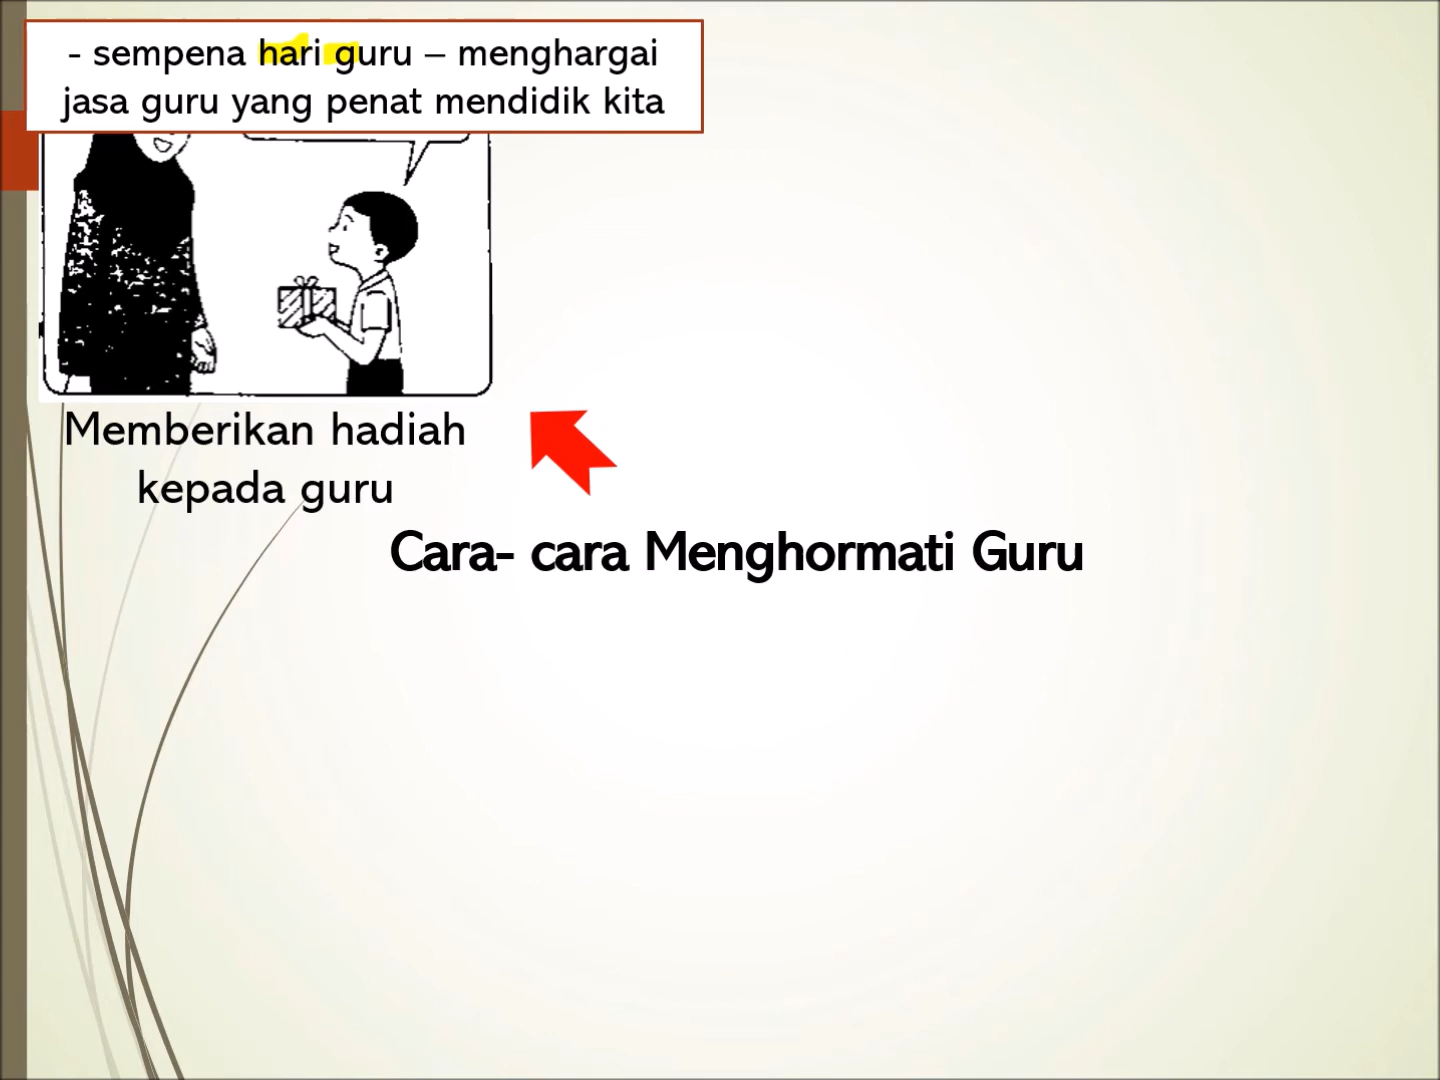 - sempena hari guru – menghargai
jasa guru yang penat mendidik kita
Memberikan hadiah
kepada guru
Cara- cara Menghormati Guru